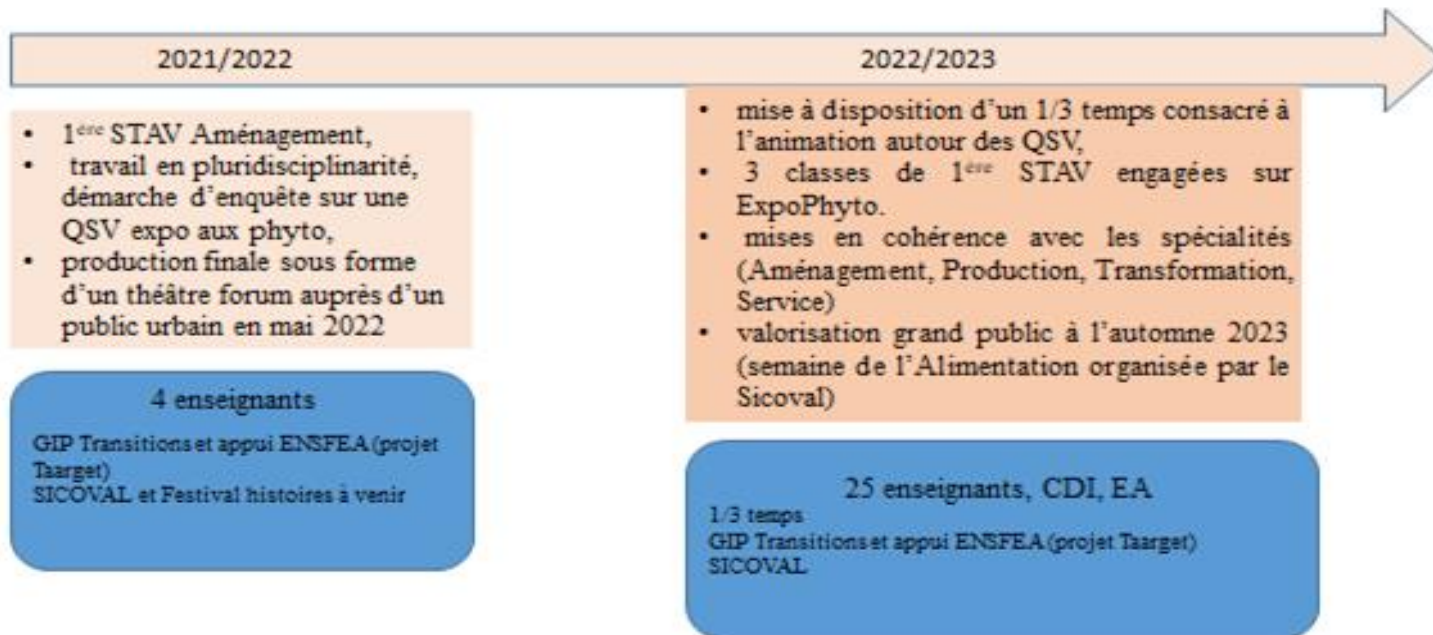 2021/2022
2022/2023
• 1ere STAV Aménagement,
• travail en pluridisciplinarité,
démarche d'enquête sur une
QSV expo aux phyto,
• production finale sous forme
d'un théâtre forum auprès d'un
public urbain en mai 2022
4 enseignants
GIP Transitions et appui ENSFEA (projet
Taarget)
SICOVAL et Festival histoires à venir
• mise à disposition d'un 1/3 temps consacré à
l'animation autour des QSV,
• 3 classes de 1ere STAV engagées sur
ExpoPhyto.
• mises en cohérence avec les spécialités
(Aménagement, Production, Transformation,
Service)
• valorisation grand public à l'automne 2023
(semaine de l'Alimentation organisée par le
Sicoval)
25 enseignants, CDI, EA
1/3 temps
GIP Transitions et appui ENSFEA (projet Taarget)
SICOVAL